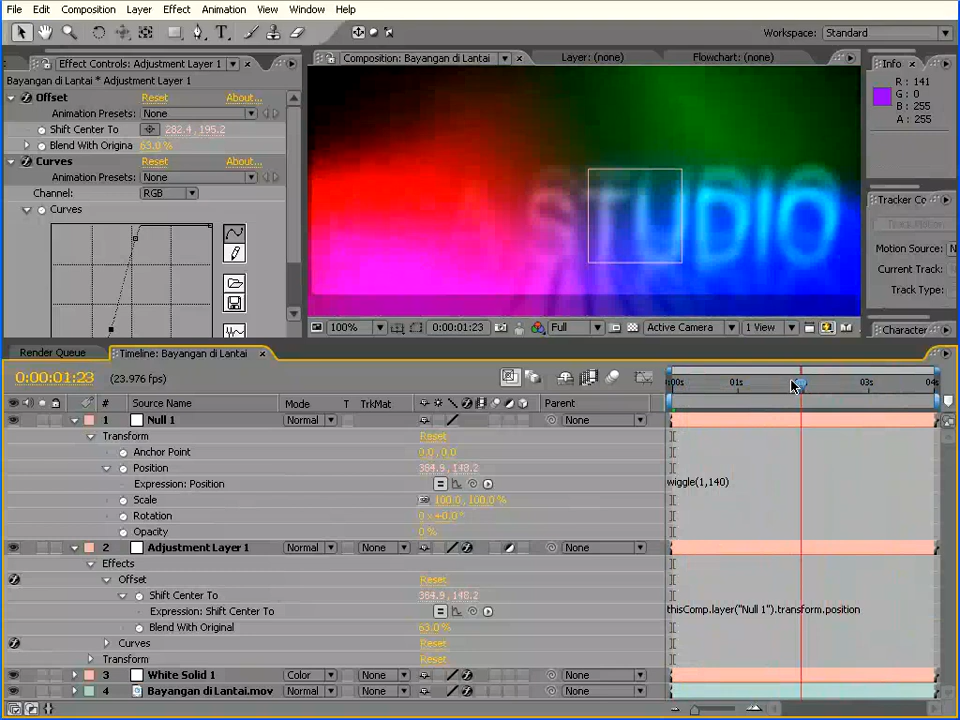 File Edit Composition Layer Effect Animation View Window Help
Workspace: Standard
Effect Controls: Adjustment Layer 1
Bayangan di Lantai * Adjustment Layer 1
Offset Reset About...
Animation Presets: None
Shift Center To 282.4, 195.2
Blend With Origina 63.0 %
Curves Reset About...
Animation Presets: None
Channel: RGB
Curves
Composition: Bayangan di Lantai Layer: (none) Flowchart: (none)
STUDIO
100% 0:00:01:23 Full Active Camera 1 View
Info
R : 141
G : 0
B : 255
A : 255
Tracker Co
Motion Source: N
Current Track:
Track Type:
Character
Render Queue Timeline: Bayangan di Lantai
0:00:01:23 (23.976 fps)
:00s 01s 03s 04s
# Source Name Mode T TrkMat Parent
1 Null 1 Normal None
Transform Reset
Anchor Point 0.0, 0.0
Position 384.9, 148.2
Expression: Position wiggle(1,140)
Scale 100.0, 100.0 %
Rotation 0 x +0.0 °
Opacity 0 %
2 Adjustment Layer 1 Normal None None
Effects
Offset Reset
Shift Center To 384.9, 148.2
Expression: Shift Center To thisComp.layer("Null 1").transform.position
Blend With Original 63.0 %
Curves Reset
Transform Reset
3 White Solid 1 Color None None
4 Bayangan di Lantai.mov Normal None None